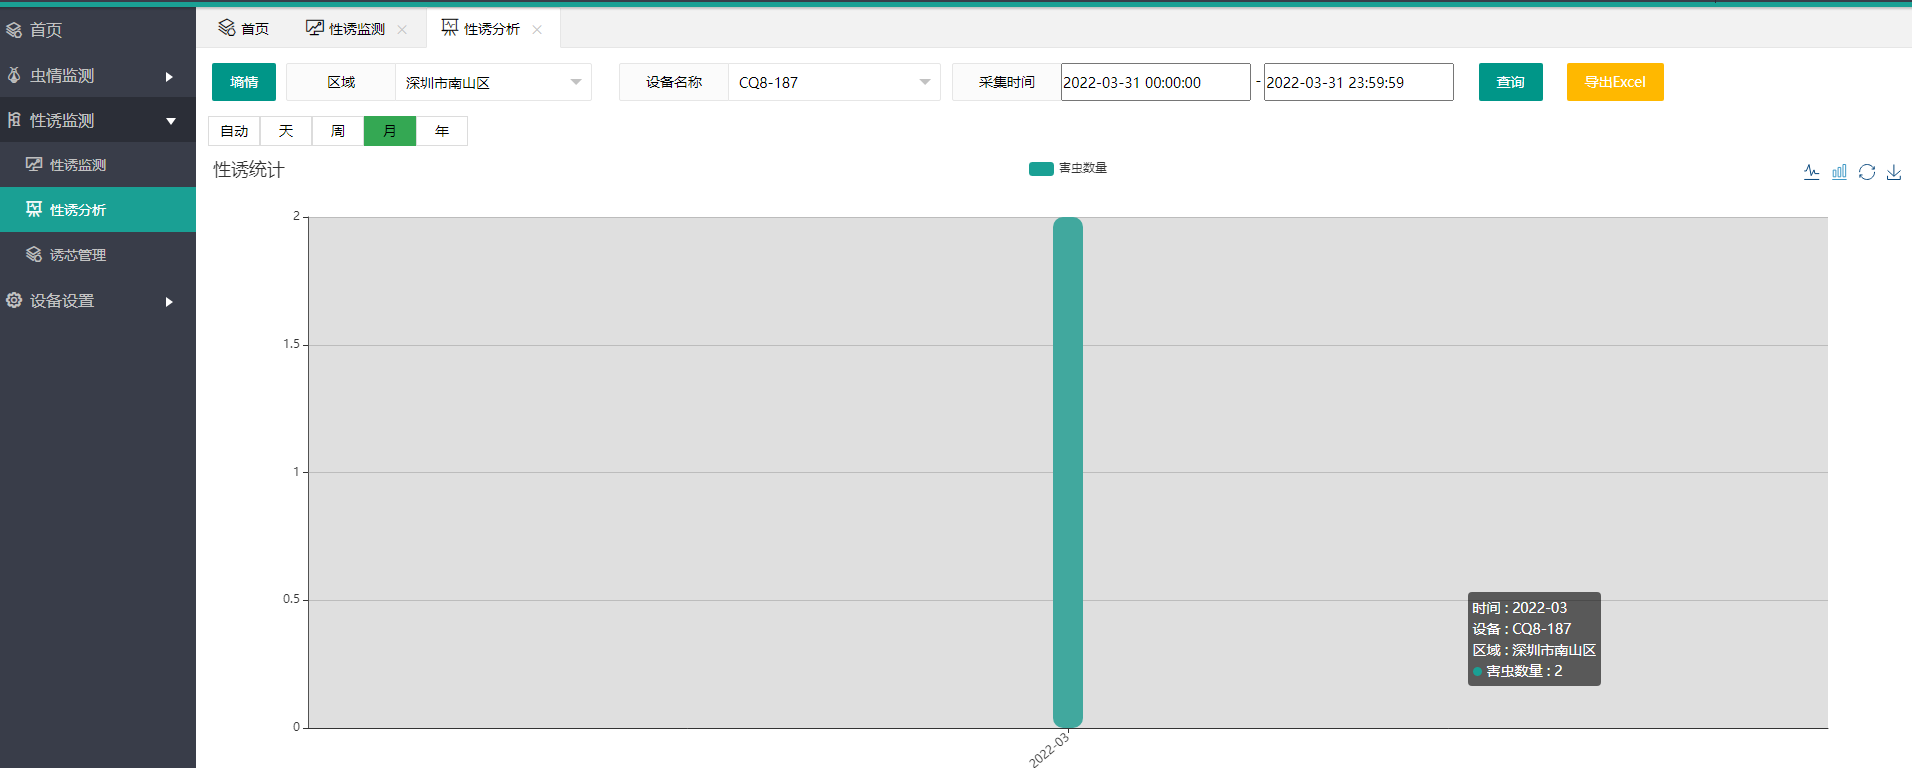 首页
虫情监测
性诱监测
性诱监测
性诱分析
诱芯管理
设备设置
首页 性诱监测 性诱分析
墒情 区域 深圳市南山区 设备名称 CQ8-187 采集时间 2022-03-31 00:00:00 - 2022-03-31 23:59:59 查询 导出Excel
自动 天 周 月 年
性诱统计
害虫数量
2
1.5
1
0.5
0
2022-03
时间 : 2022-03
设备 : CQ8-187
区域 : 深圳市南山区
害虫数量 : 2